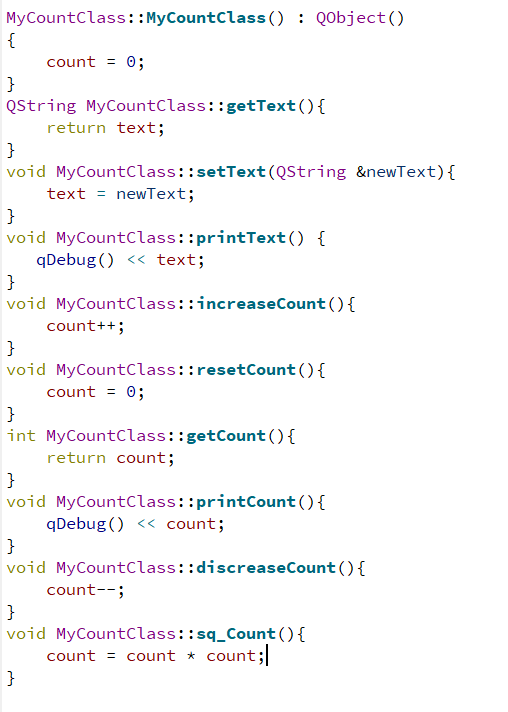 MyCountClass::MyCountClass() : QObject()
{
    count = 0;
}
QString MyCountClass::getText(){
    return text;
}
void MyCountClass::setText(QString &newText){
    text = newText;
}
void MyCountClass::printText() {
   qDebug() << text;
}
void MyCountClass::increaseCount(){
    count++;
}
void MyCountClass::resetCount(){
    count = 0;
}
int MyCountClass::getCount(){
    return count;
}
void MyCountClass::printCount(){
    qDebug() << count;
}
void MyCountClass::discreaseCount(){
    count--;
}
void MyCountClass::sq_Count(){
    count = count * count;
}